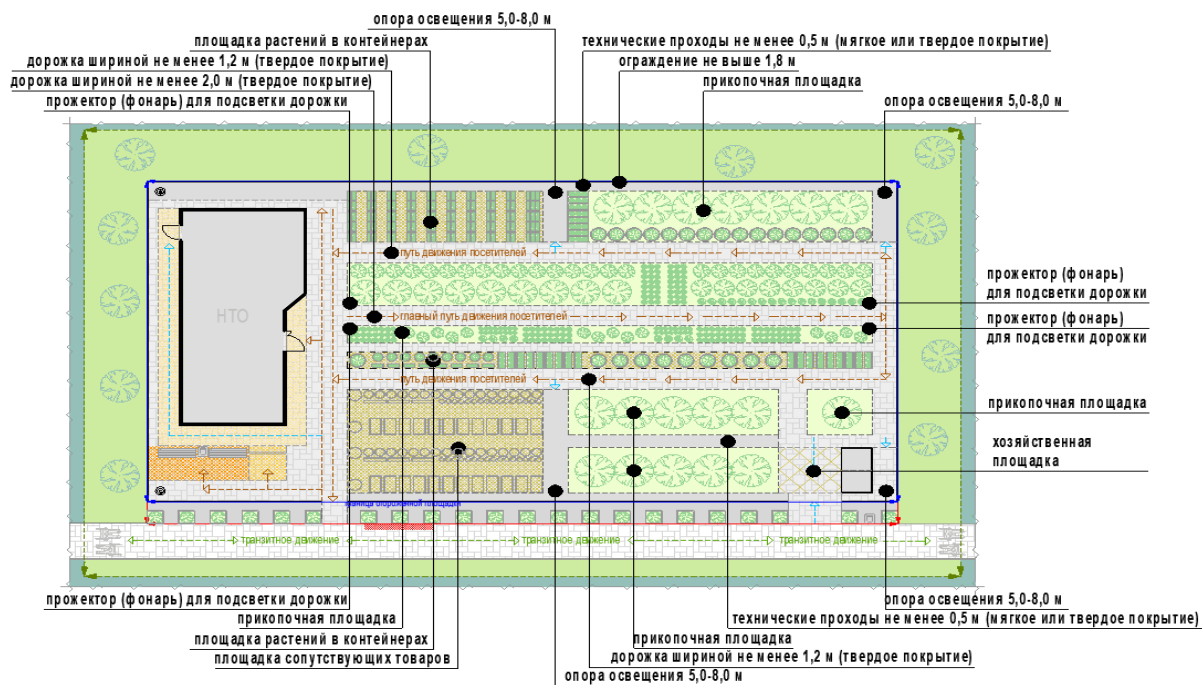 опора освещения 5,0-8,0 м
площадка растений в контейнерах
технические проходы не менее 0,5 м (мягкое или твердое покрытие)
дорожка шириной не менее 1,2 м (твердое покрытие)
ограждение не выше 1,8 м
дорожка шириной не менее 2,0 м (твердое покрытие)
прикопочная площадка
прожектор (фонарь) для подсветки дорожки
опора освещения 5,0-8,0 м
путь движения посетителей
прожектор (фонарь)
для подсветки дорожки
НТО
главный путь движения посетителей
прожектор (фонарь)
для подсветки дорожки
путь движения посетителей
прикопочная площадка
хозяйственная
площадка
граница огороженной площадки
транзитное движение
транзитное движение
транзитное движение
прожектор (фонарь) для подсветки дорожки
опора освещения 5,0-8,0 м
прикопочная площадка
технические проходы не менее 0,5 м (мягкое или твердое покрытие)
площадка растений в контейнерах
прикопочная площадка
площадка сопутствующих товаров
дорожка шириной не менее 1,2 м (твердое покрытие)
опора освещения 5,0-8,0 м